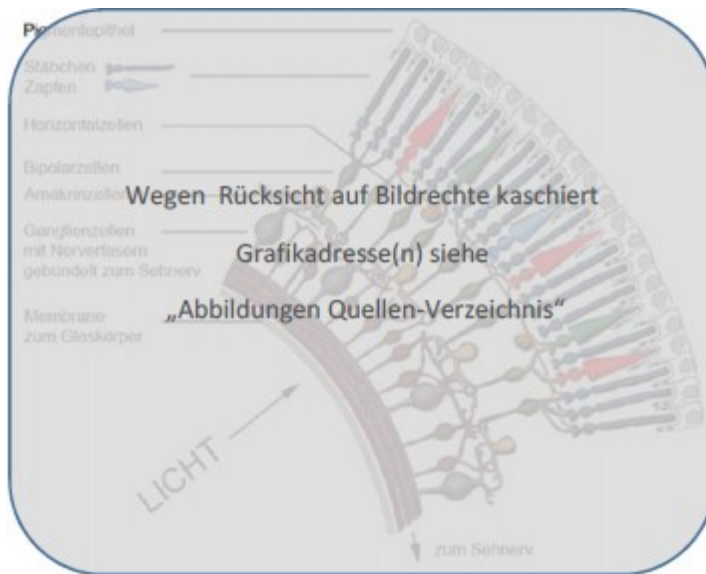 Pigmentepithel
Stäbchen
Zapfen
Horizontalzellen
Bipolarzellen
Amakrinzellen
Wegen Rücksicht auf Bildrechte kaschiert
Ganglienzellen
mit Nervenfasern
gebündelt zum Sehnerv
Grafikadresse(n) siehe
„Abbildungen Quellen-Verzeichnis“
Membrane
zum Glaskörper
LICHT
zum Sehnerv